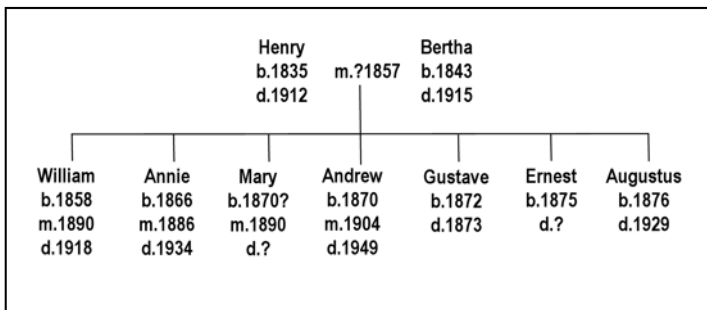 Henry Bertha
b.1835 m.?1857 b.1843
d.1912 d.1915
William Annie Mary Andrew Gustave Ernest Augustus
b.1858 b.1866 b.1870? b.1870 b.1872 b.1875 b.1876
m.1890 m.1886 m.1890 m.1904 d.1873 d.? d.1929
d.1918 d.1934 d.? d.1949